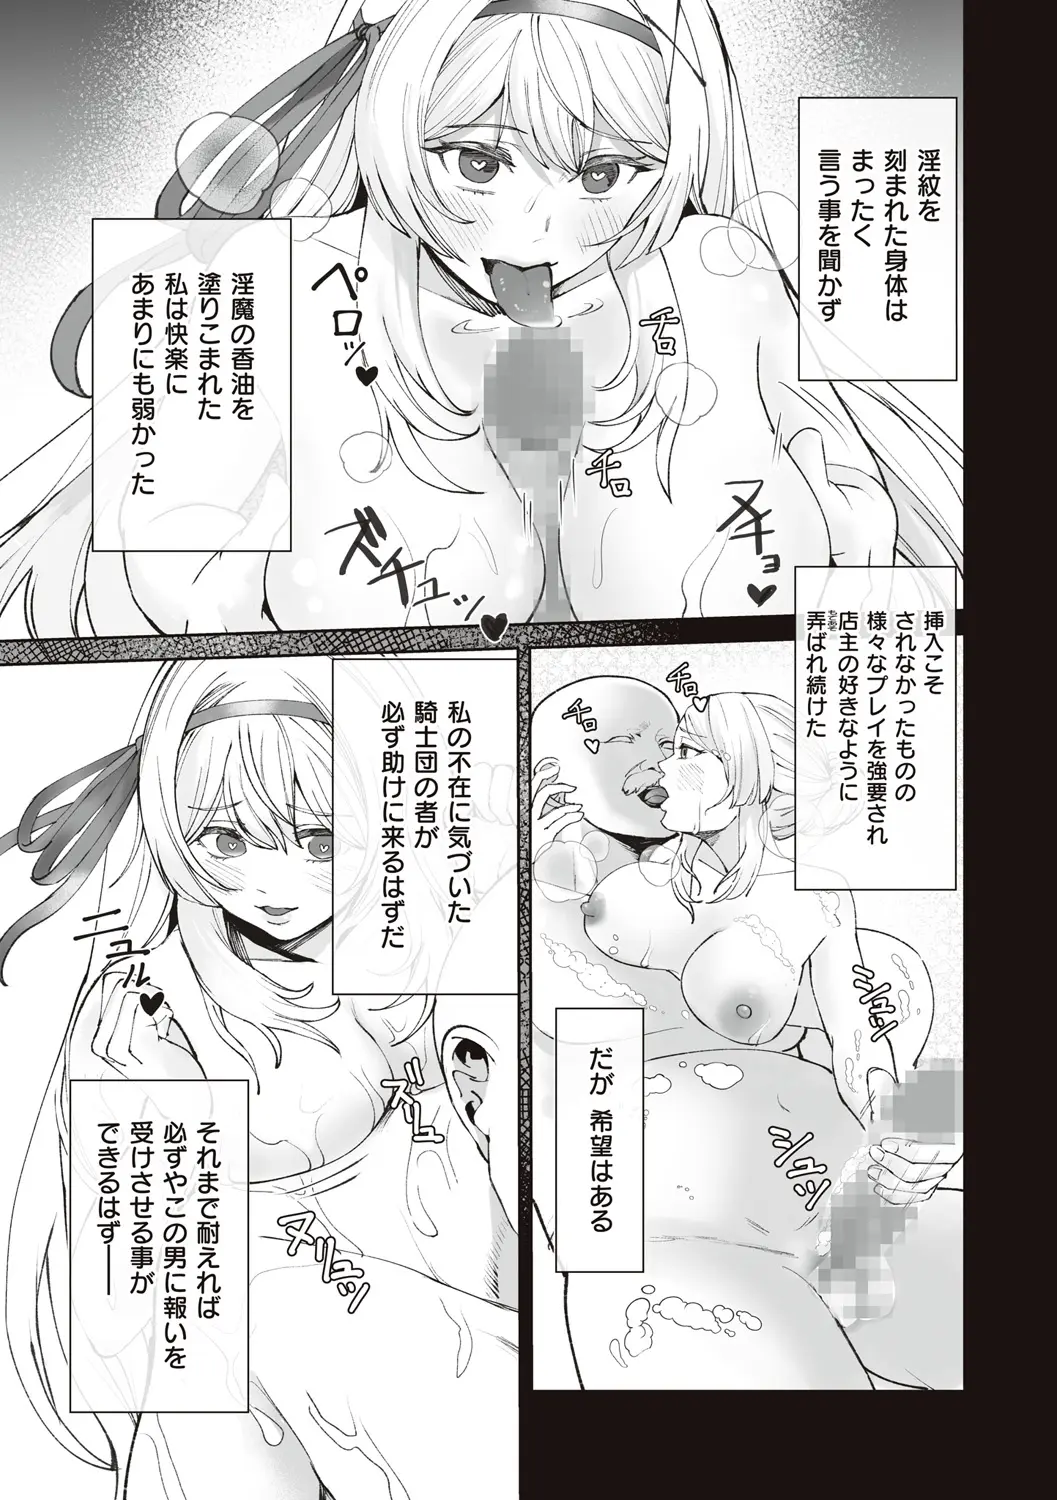 淫紋を
刻まれた身体は
まったく
言う事を聞かず
淫魔の香油を
塗りこまれた
私は快楽に
あまりにも弱かった
ペロッ♥
チロ
チロ
ズチュッ♥
ヌチョ♥
挿入こそ
されなかったものの
様々なプレイを強要され
店主の好きなように
弄ばれ続けた
チロ♥
チロ♥
シュッ
シュッ
だが 希望はある
私の不在に気づいた
騎士団の者が
必ず助けに来るはずだ
ニュル♥
ズリュ
ヌリュッ
それまで耐えれば
必ずやこの男に報いを
受けさせる事が
できるはず――